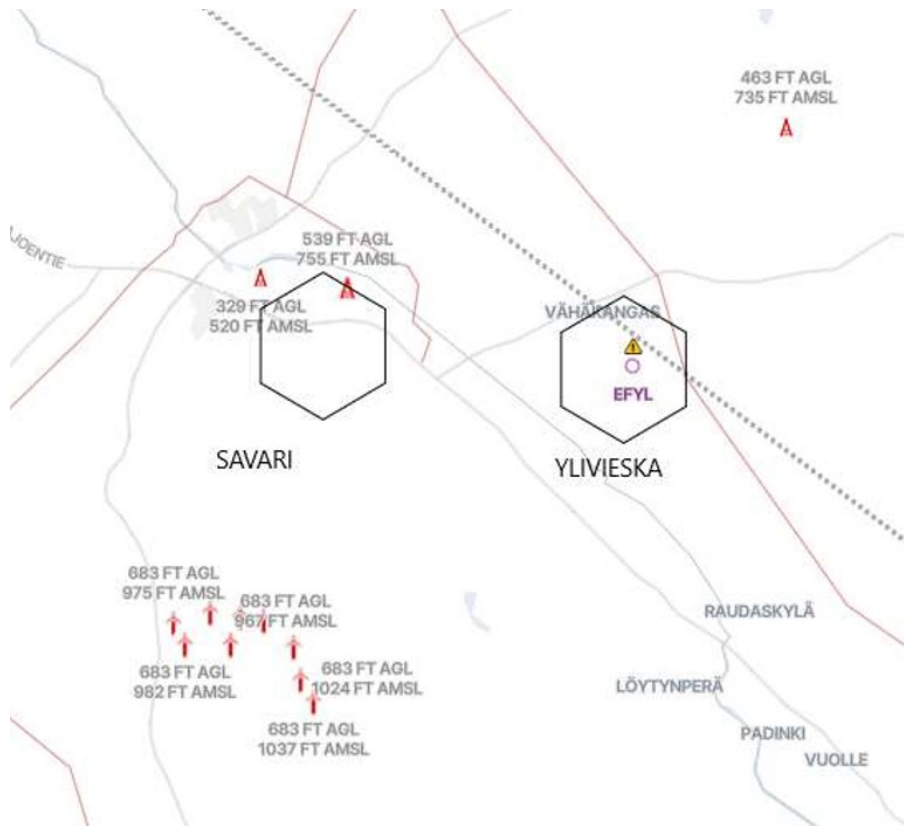 463 FT AGL
735 FT AMSL
JOENTIE
539 FT AGL
755 FT AMSL
329 FT AGL
520 FT AMSL
VÄHÄKANGAS
EFYL
SAVARI
YLIVIESKA
683 FT AGL
975 FT AMSL
683 FT AGL
967 FT AMSL
683 FT AGL
982 FT AMSL
683 FT AGL
1024 FT AMSL
683 FT AGL
1037 FT AMSL
RAUDASKYLÄ
LÖYTYNPERÄ
PADINKI
VUOLLE